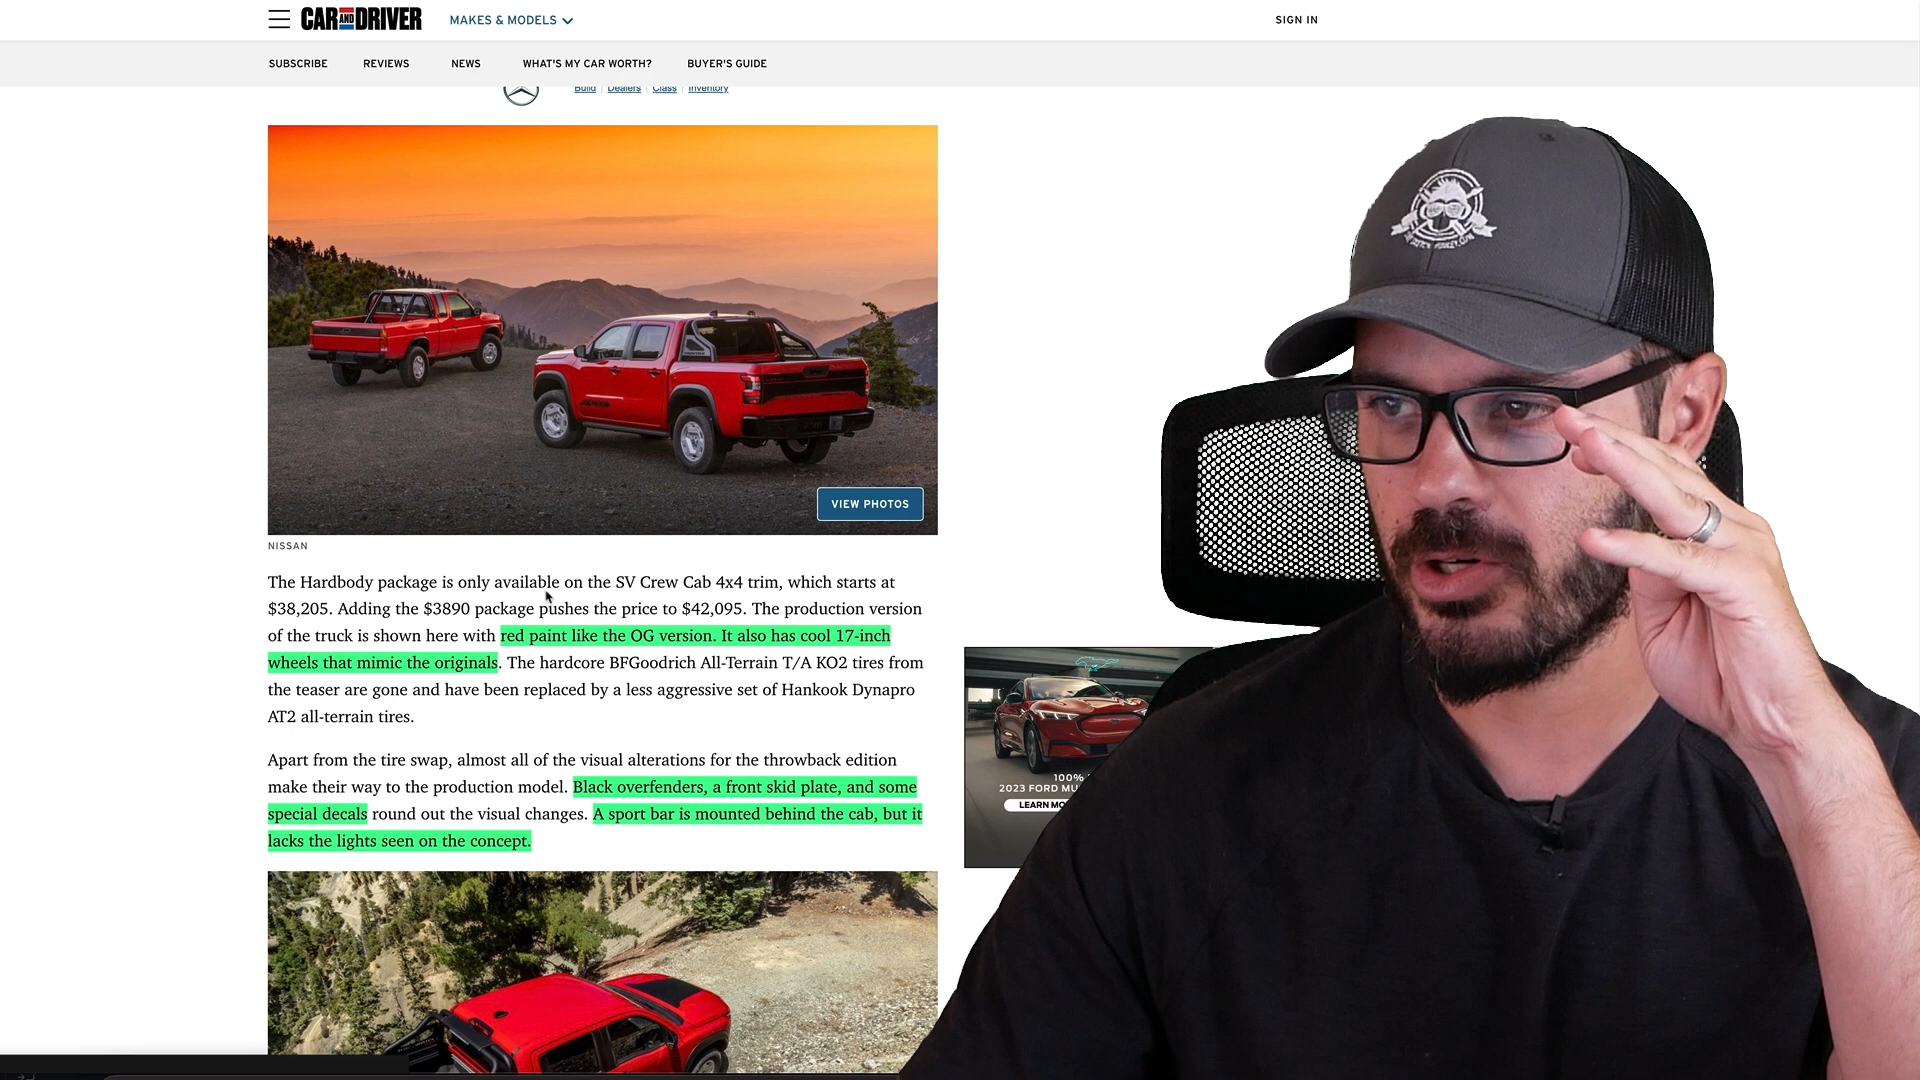 CAR AND DRIVER
MAKES & MODELS
SIGN IN
SUBSCRIBE
REVIEWS
NEWS
WHAT'S MY CAR WORTH?
BUYER'S GUIDE
Build | Dealers | Class | Inventory
VIEW PHOTOS
NISSAN
The Hardbody package is only available on the SV Crew Cab 4x4 trim, which starts at
$38,205. Adding the $3890 package pushes the price to $42,095. The production version
of the truck is shown here with red paint like the OG version. It also has cool 17-inch
wheels that mimic the originals. The hardcore BFGoodrich All-Terrain T/A KO2 tires from
the teaser are gone and have been replaced by a less aggressive set of Hankook Dynapro
AT2 all-terrain tires.
Apart from the tire swap, almost all of the visual alterations for the throwback edition
make their way to the production model. Black overfenders, a front skid plate, and some
special decals round out the visual changes. A sport bar is mounted behind the cab, but it
lacks the lights seen on the concept.
100%
2023 FORD MU
LEARN MO